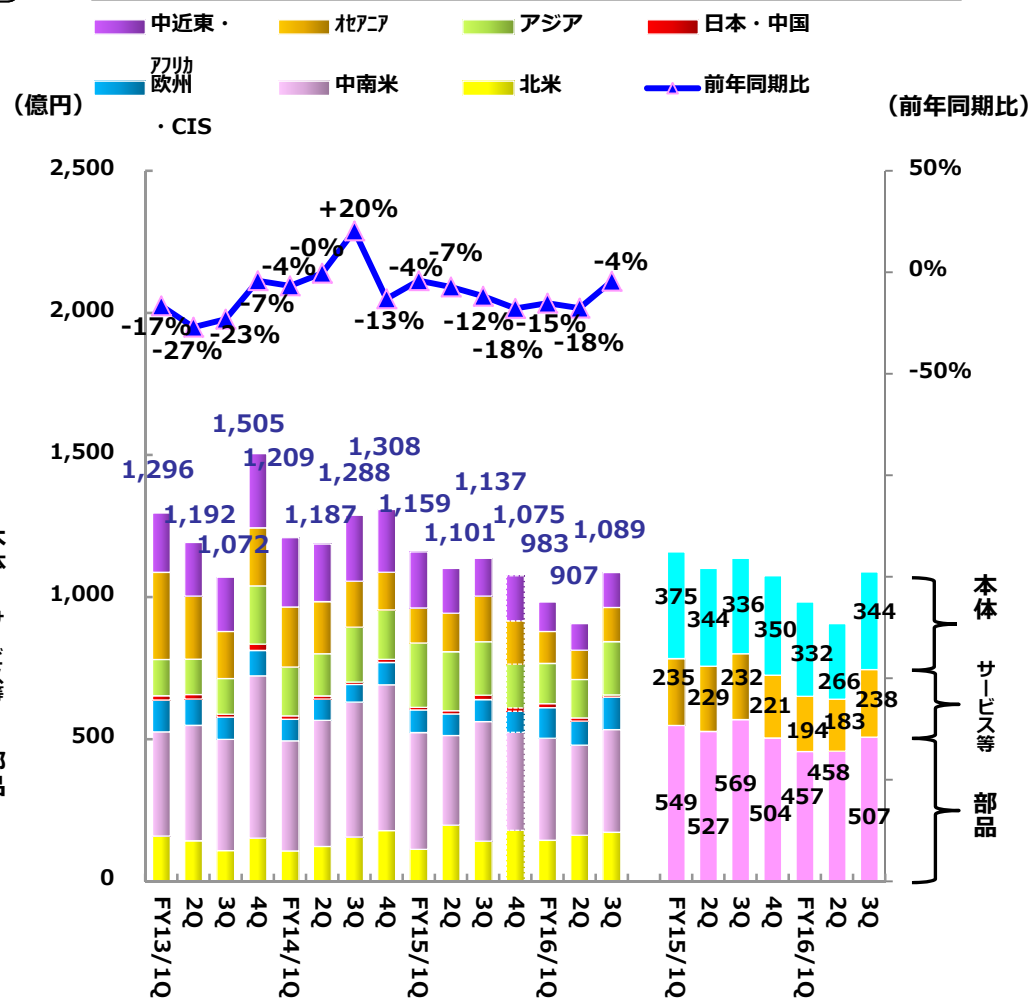 中近東・
アフリカ
オセアニア
アジア
日本・中国
欧州
・CIS
中南米
北米
前年同期比
（億円）
（前年同期比）
2,500
2,000
1,500
1,000
500
0
50%
0%
-50%
-17%
-27%
-23%
-7%
-4%
-0%
+20%
-13%
-4%
-7%
-12%
-18%
-15%
-18%
-4%
1,296
1,192
1,072
1,505
1,209
1,187
1,288
1,308
1,159
1,101
1,137
1,075
983
907
1,089
375
344
336
350
332
266
344
235
229
232
221
194
183
238
549
527
569
504
457
458
507
本体
サービス等
部品
FY13/1Q
2Q
3Q
4Q
FY14/1Q
2Q
3Q
4Q
FY15/1Q
2Q
3Q
4Q
FY16/1Q
2Q
3Q
FY15/1Q
2Q
3Q
4Q
FY16/1Q
2Q
3Q